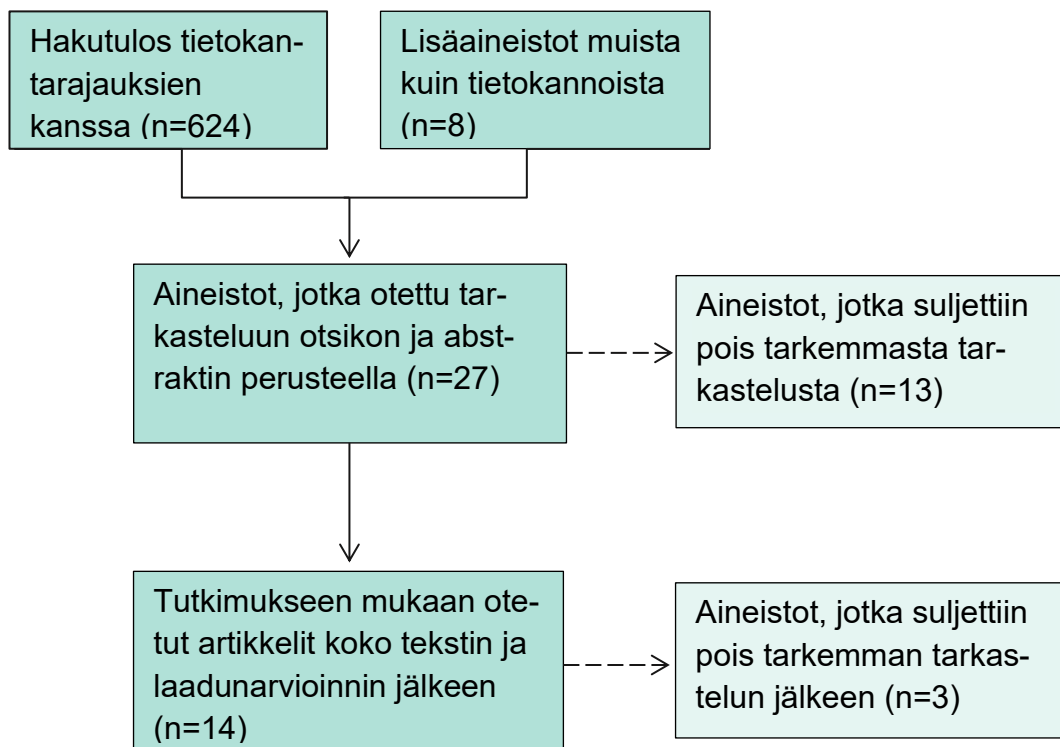 Hakutulos tietokan-
tarajauksien
kanssa (n=624)
Lisäaineistot muista
kuin tietokannoista
(n=8)
Aineistot, jotka otettu tar-
kasteluun otsikon ja abst-
raktin perusteella (n=27)
Aineistot, jotka suljettiin
pois tarkemmasta tar-
kastelusta (n=13)
Tutkimukseen mukaan ote-
tut artikkelit koko tekstin ja
laadunarvioinnin jälkeen
(n=14)
Aineistot, jotka suljettiin
pois tarkemman tarkas-
telun jälkeen (n=3)